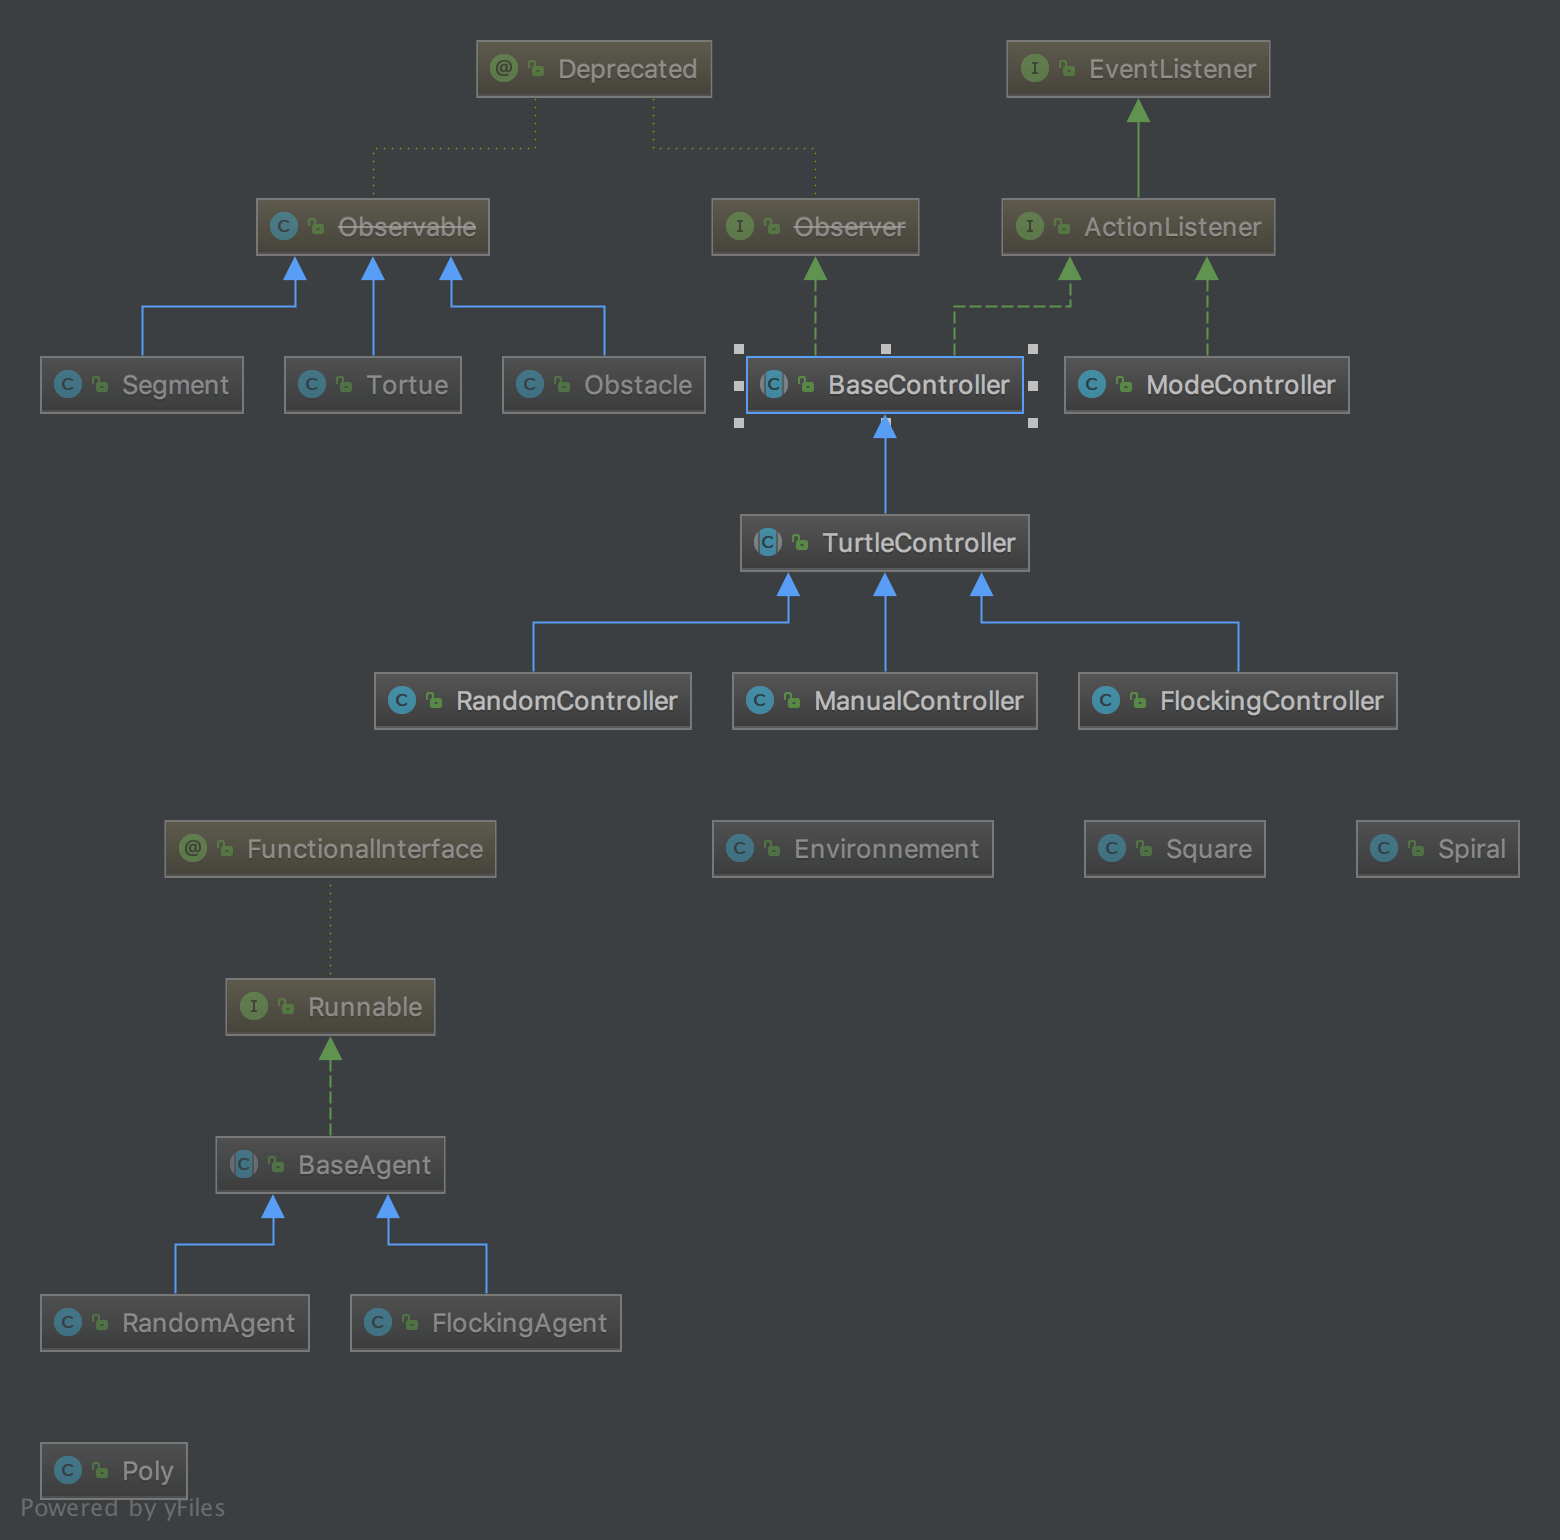 @ Deprecated
I EventListener
C Observable
I Observer
I ActionListener
C Segment
C Tortue
C Obstacle
C BaseController
C ModeController
C TurtleController
C RandomController
C ManualController
C FlockingController
@ FunctionalInterface
C Environnement
C Square
C Spiral
I Runnable
C BaseAgent
C RandomAgent
C FlockingAgent
C Poly
Powered by yFiles